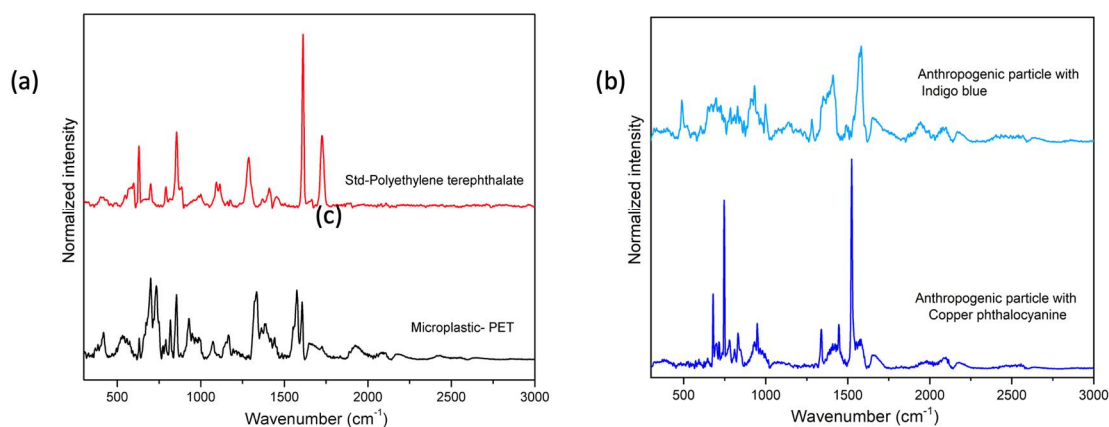 (a)
Normalized intensity
Std-Polyethylene terephthalate
(c)
Microplastic- PET
500 1000 1500 2000 2500 3000
Wavenumber (cm⁻¹)
(b)
Normalized intensity
Anthropogenic particle with
Indigo blue
Anthropogenic particle with
Copper phthalocyanine
500 1000 1500 2000 2500 3000
Wavenumber (cm⁻¹)